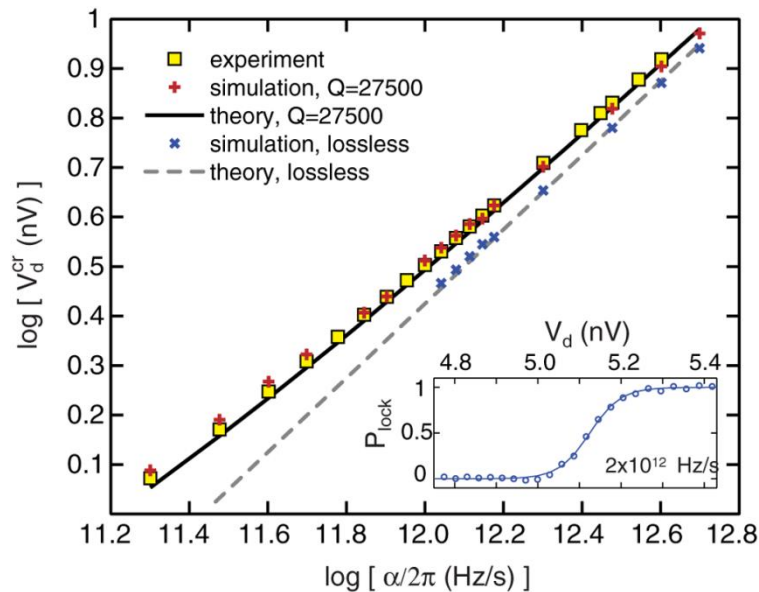 1
0.9
0.8
0.7
0.6
0.5
0.4
0.3
0.2
0.1
log [ V_d^cr (nV) ]
experiment
simulation, Q=27500
theory, Q=27500
simulation, lossless
theory, lossless
V_d (nV)
4.8 5.0 5.2 5.4
1
0.5
0
P_lock
2x10¹² Hz/s
11.2 11.4 11.6 11.8 12.0 12.2 12.4 12.6 12.8
log [ α/2π (Hz/s) ]